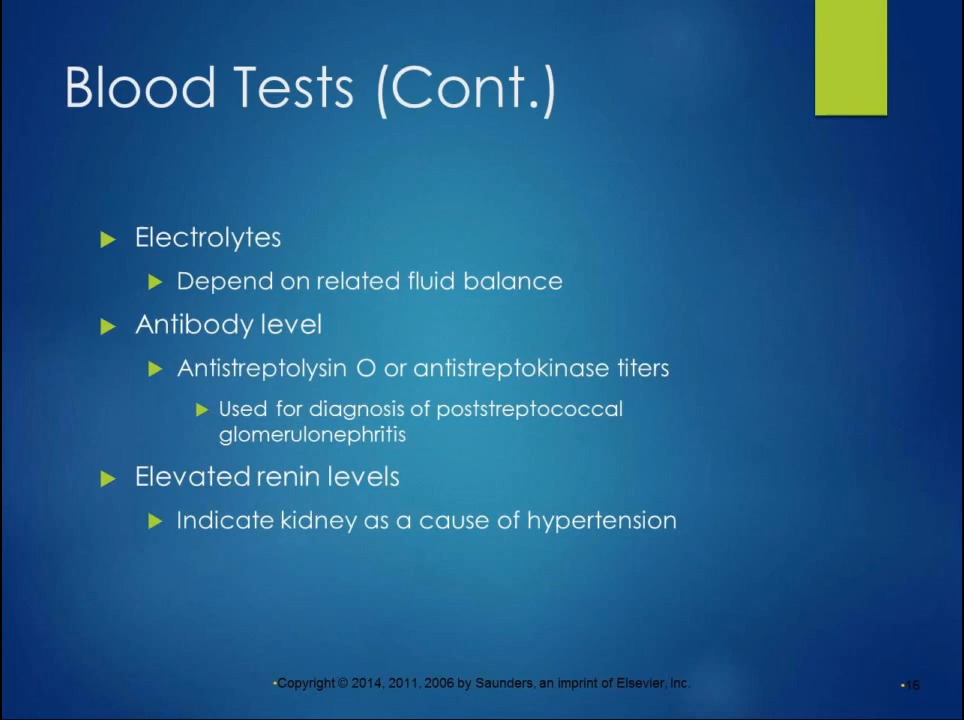 Blood Tests (Cont.)
Electrolytes
Depend on related fluid balance
Antibody level
Antistreptolysin O or antistreptokinase titers
Used for diagnosis of poststreptococcal
glomerulonephritis
Elevated renin levels
Indicate kidney as a cause of hypertension
•Copyright © 2014, 2011, 2006 by Saunders, an imprint of Elsevier, Inc.
•16